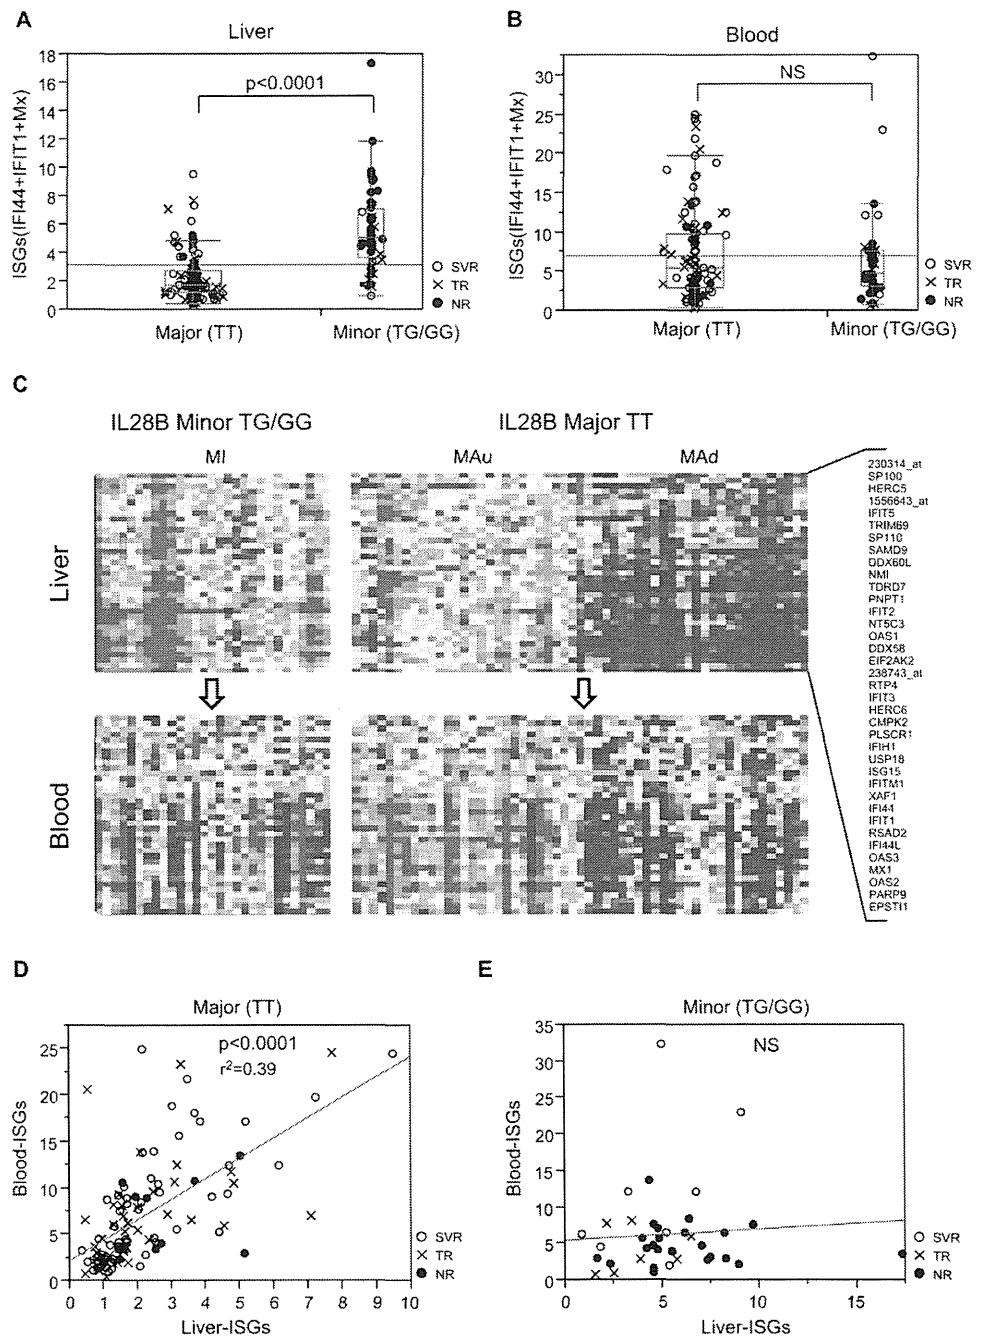 A
Liver
ISGs(IFI44+IFIT1+Mx)
18
16
14
12
10
8
6
4
2
0
p<0.0001
SVR
TR
NR
Major (TT)
Minor (TG/GG)
B
Blood
ISGs(IFI44+IFIT1+Mx)
30
25
20
15
10
5
0
NS
SVR
TR
NR
Major (TT)
Minor (TG/GG)
C
IL28B Minor TG/GG
IL28B Major TT
MI
MAu
MAd
Liver
Blood
230314_at
SP100
HERC5
1556643_at
IFIT5
TRIM69
SP110
SAMD9
DDX60L
NMI
TDRD7
PNPT1
IFIT2
NT5C3
OAS1
DDX58
EIF2AK2
238743_at
RTP4
IFIT3
HERC6
CMPK2
PLSCR1
IFIH1
USP18
ISG15
IFITM1
XAF1
IFI44
IFIT1
RSAD2
IFI44L
OAS3
MX1
OAS2
PARP9
EPSTI1
D
Major (TT)
p<0.0001
r²=0.39
Blood-ISGs
25
20
15
10
5
0
0 1 2 3 4 5 6 7 8 9 10
Liver-ISGs
SVR
TR
NR
E
Minor (TG/GG)
NS
Blood-ISGs
35
30
25
20
15
10
5
0
0 5 10 15
Liver-ISGs
SVR
TR
NR